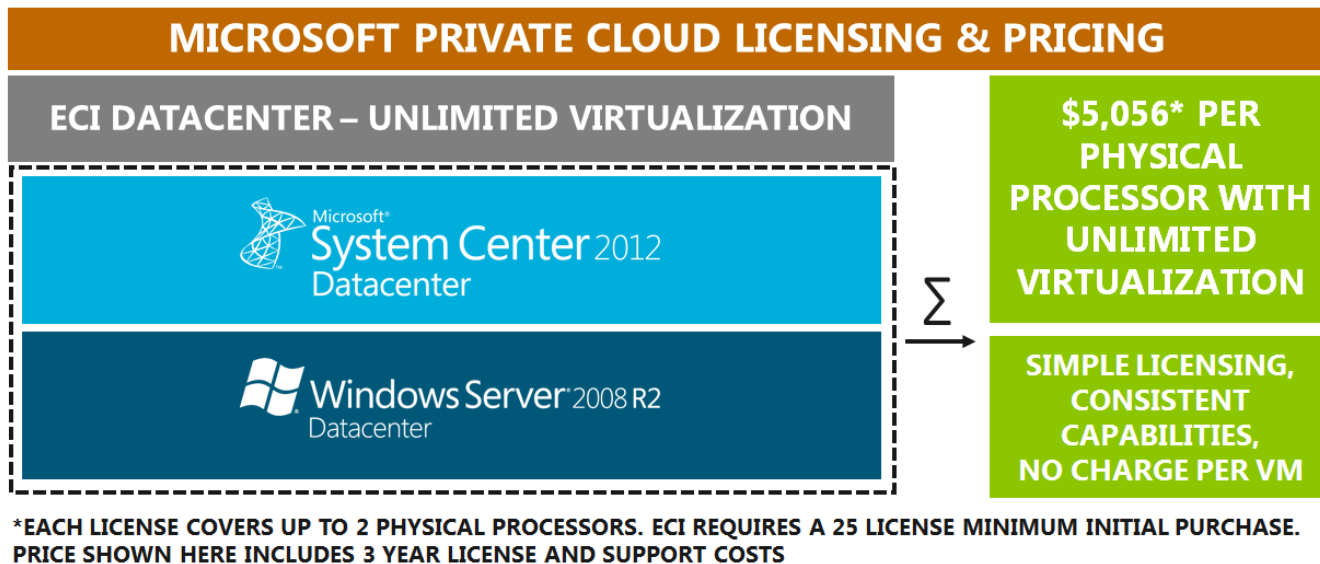 MICROSOFT PRIVATE CLOUD LICENSING & PRICING
ECI DATACENTER – UNLIMITED VIRTUALIZATION
Microsoft®
System Center 2012
Datacenter
Windows Server® 2008 R2
Datacenter
∑
$5,056* PER
PHYSICAL
PROCESSOR WITH
UNLIMITED
VIRTUALIZATION
SIMPLE LICENSING,
CONSISTENT
CAPABILITIES,
NO CHARGE PER VM
*EACH LICENSE COVERS UP TO 2 PHYSICAL PROCESSORS. ECI REQUIRES A 25 LICENSE MINIMUM INITIAL PURCHASE.
PRICE SHOWN HERE INCLUDES 3 YEAR LICENSE AND SUPPORT COSTS